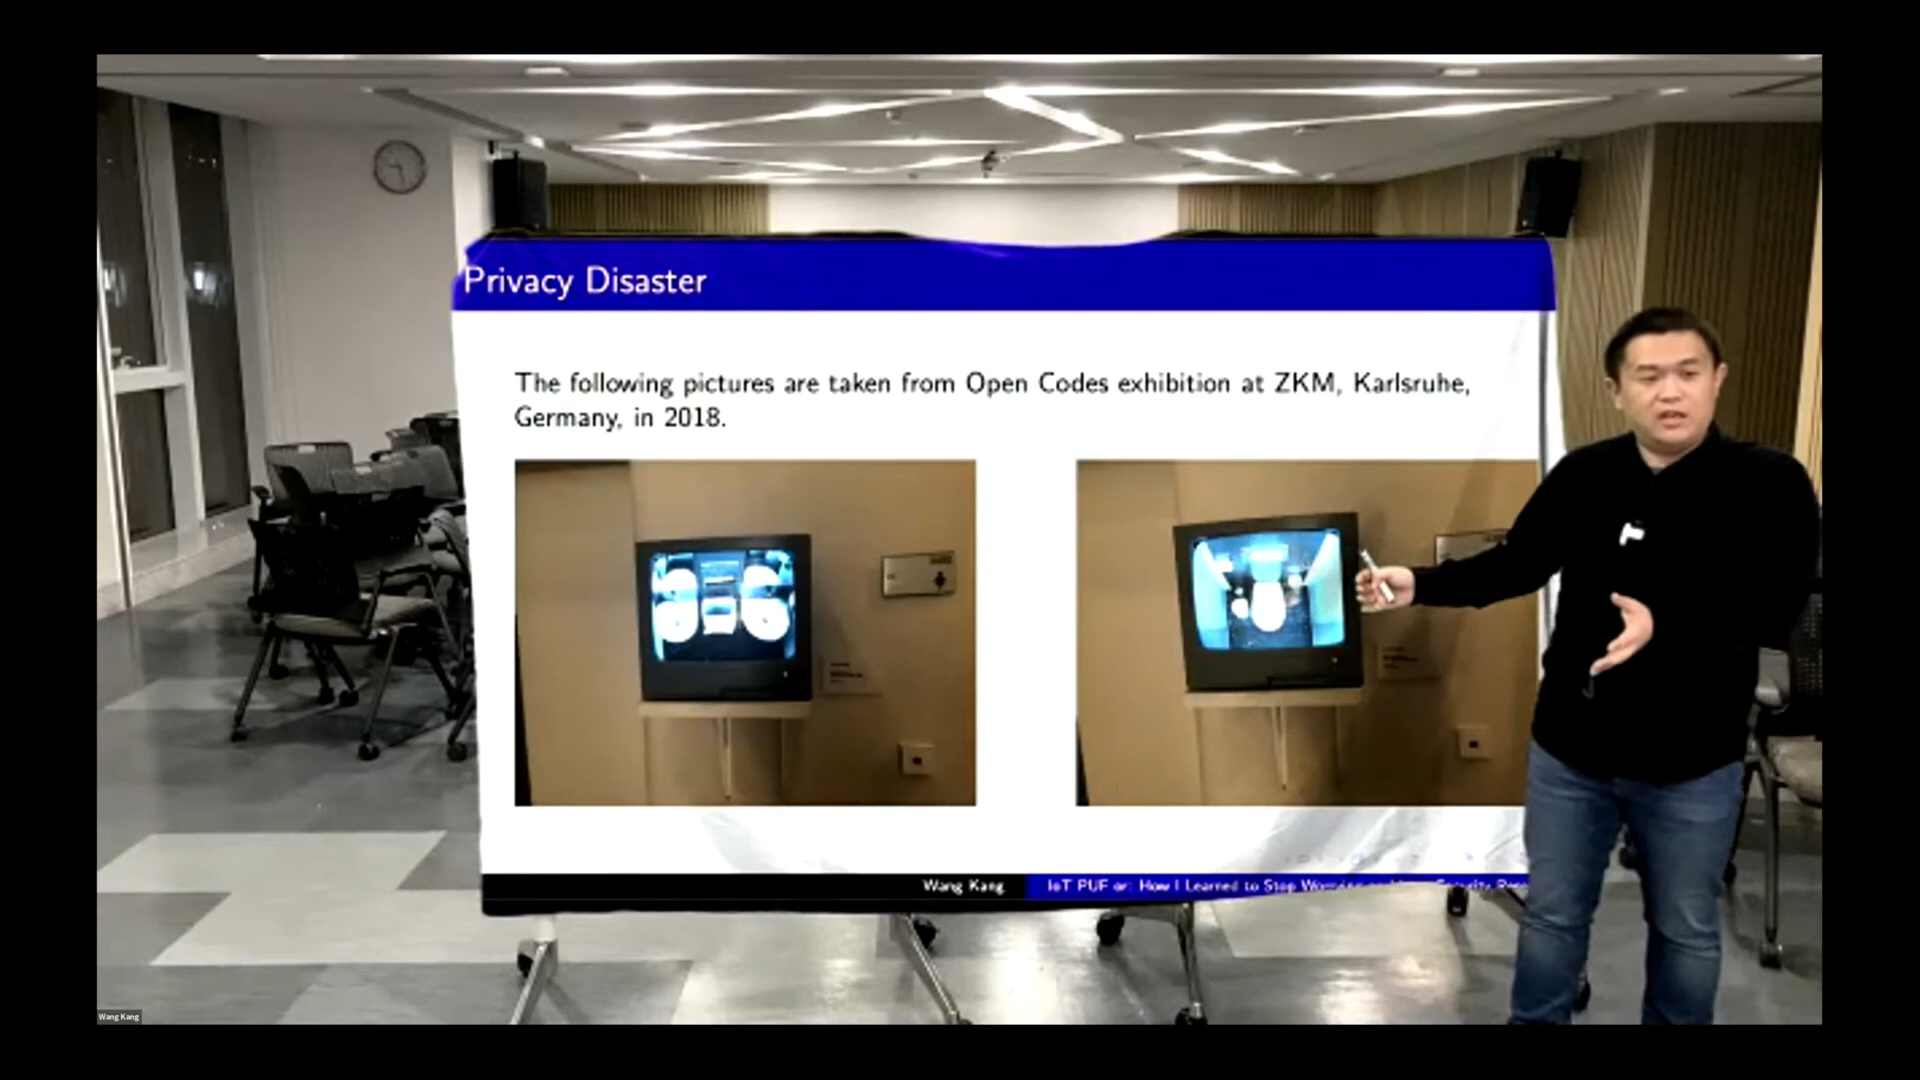 Privacy Disaster
The following pictures are taken from Open Codes exhibition at ZKM, Karlsruhe,
Germany, in 2018.
Wang Kang
IoT PUF or: How I Learned to Stop
Wang Kang